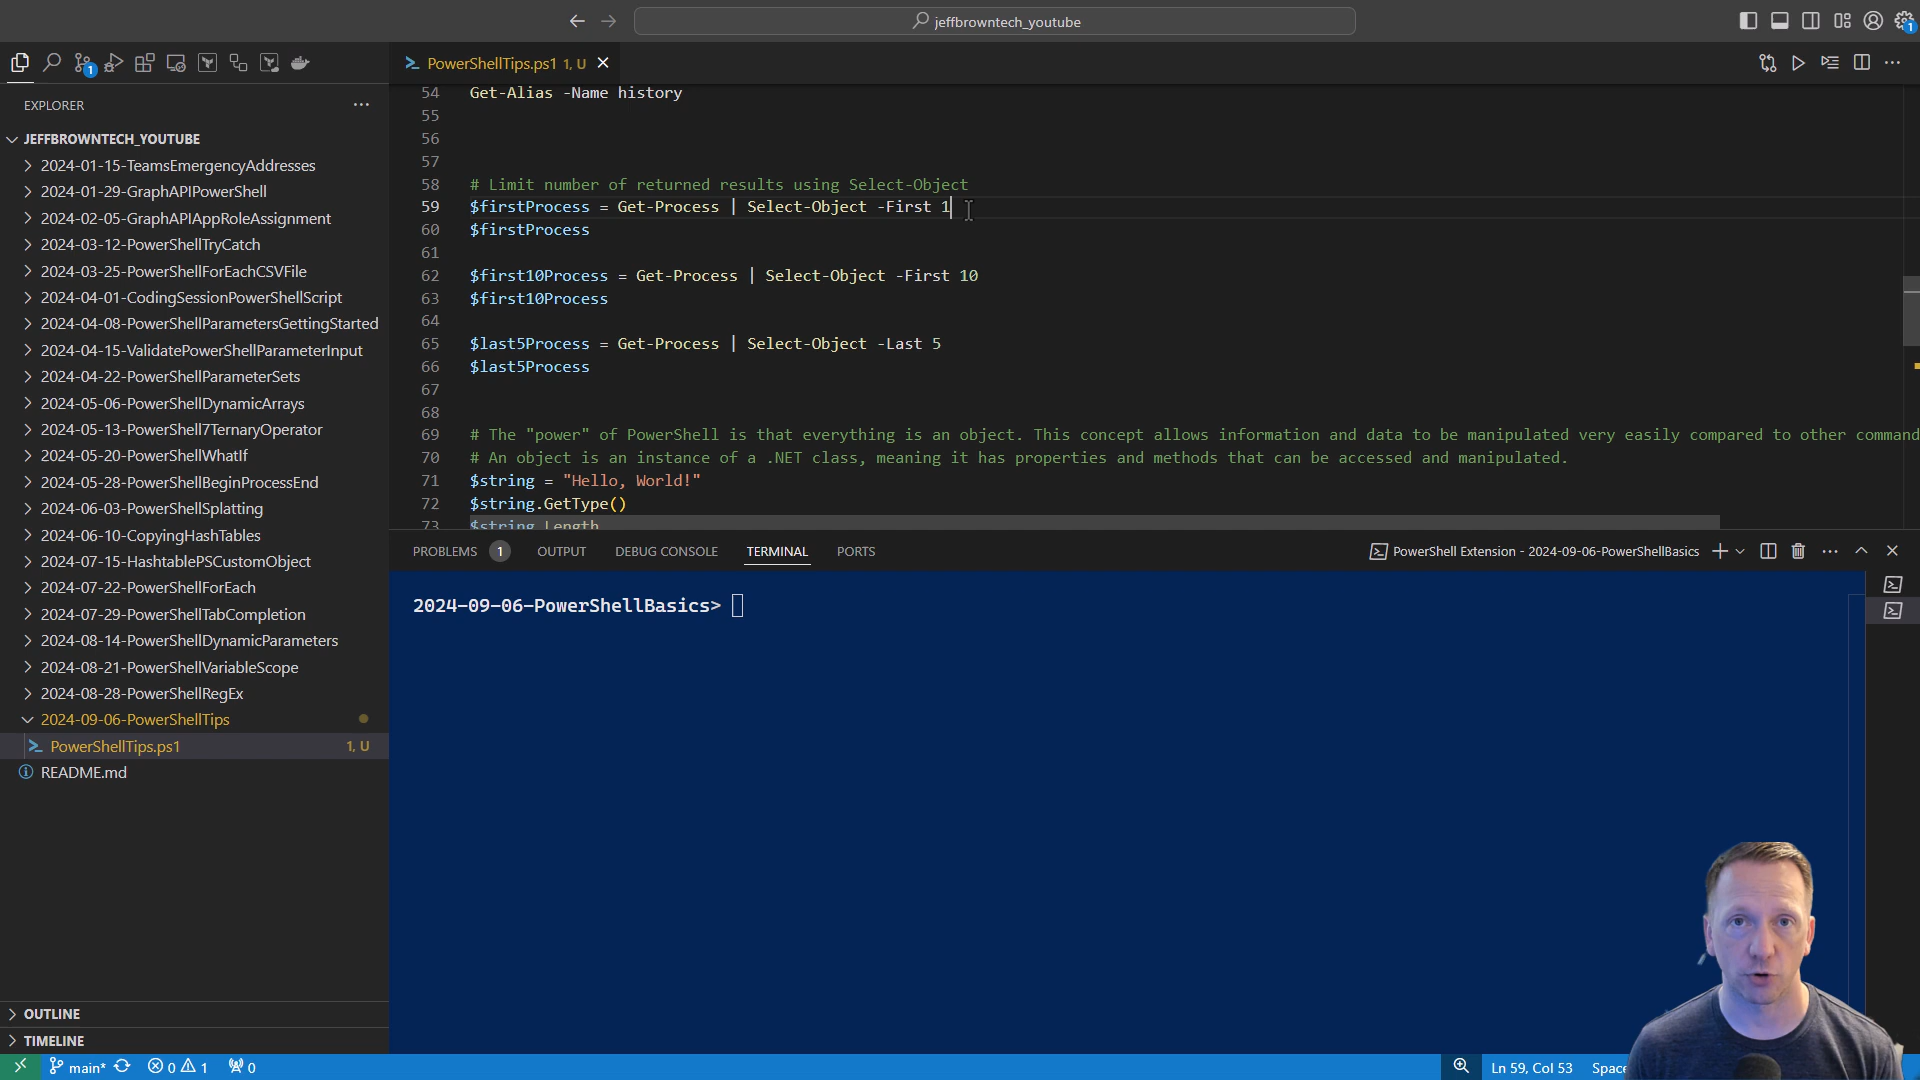 jeffbrowntech_youtube
1
1
EXPLORER
JEFFBROWNTECH_YOUTUBE
2024-01-15-TeamsEmergencyAddresses
2024-01-29-GraphAPIPowerShell
2024-02-05-GraphAPIAppRoleAssignment
2024-03-12-PowerShellTryCatch
2024-03-25-PowerShellForEachCSVFile
2024-04-01-CodingSessionPowerShellScript
2024-04-08-PowerShellParametersGettingStarted
2024-04-15-ValidatePowerShellParameterInput
2024-04-22-PowerShellParameterSets
2024-05-06-PowerShellDynamicArrays
2024-05-13-PowerShell7TernaryOperator
2024-05-20-PowerShellWhatIf
2024-05-28-PowerShellBeginProcessEnd
2024-06-03-PowerShellSplatting
2024-06-10-CopyingHashTables
2024-07-15-HashtablePSCustomObject
2024-07-22-PowerShellForEach
2024-07-29-PowerShellTabCompletion
2024-08-14-PowerShellDynamicParameters
2024-08-21-PowerShellVariableScope
2024-08-28-PowerShellRegEx
2024-09-06-PowerShellTips
PowerShellTips.ps1 1, U
README.md
OUTLINE
TIMELINE
PowerShellTips.ps1 1, U
54 Get-Alias -Name history
55
56
57
58 # Limit number of returned results using Select-Object
59 $firstProcess = Get-Process | Select-Object -First 1
60 $firstProcess
61
62 $first10Process = Get-Process | Select-Object -First 10
63 $first10Process
64
65 $last5Process = Get-Process | Select-Object -Last 5
66 $last5Process
67
68
69 # The "power" of PowerShell is that everything is an object. This concept allows information and data to be manipulated very easily compared to other command
70 # An object is an instance of a .NET class, meaning it has properties and methods that can be accessed and manipulated.
71 $string = "Hello, World!"
72 $string.GetType()
73 $string.Length
PROBLEMS 1 OUTPUT DEBUG CONSOLE TERMINAL PORTS PowerShell Extension - 2024-09-06-PowerShellBasics
2024-09-06-PowerShellBasics>
main* 0 1 0 Ln 59, Col 53